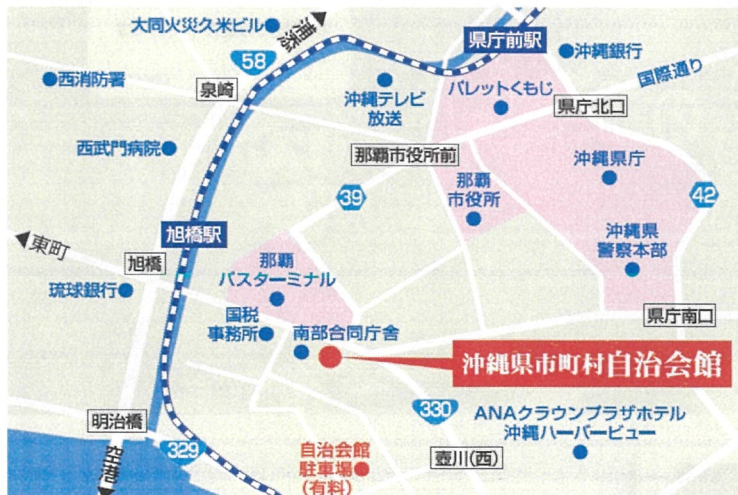 大同火災久米ビル
浦添
県庁前駅
沖縄銀行
58
国際通り
西消防署
泉崎
沖縄テレビ
放送
パレットくもじ
県庁北口
西武門病院
那覇市役所前
沖縄県庁
39
那覇
市役所
42
旭橋駅
東町
旭橋
那覇
バスターミナル
沖縄県
警察本部
琉球銀行
国税
事務所
南部合同庁舎
県庁南口
沖縄県市町村自治会館
明治橋
330
ANAクラウンプラザホテル
沖縄ハーバービュー
329
空港
自治会館
駐車場
(有料)
壺川(西)